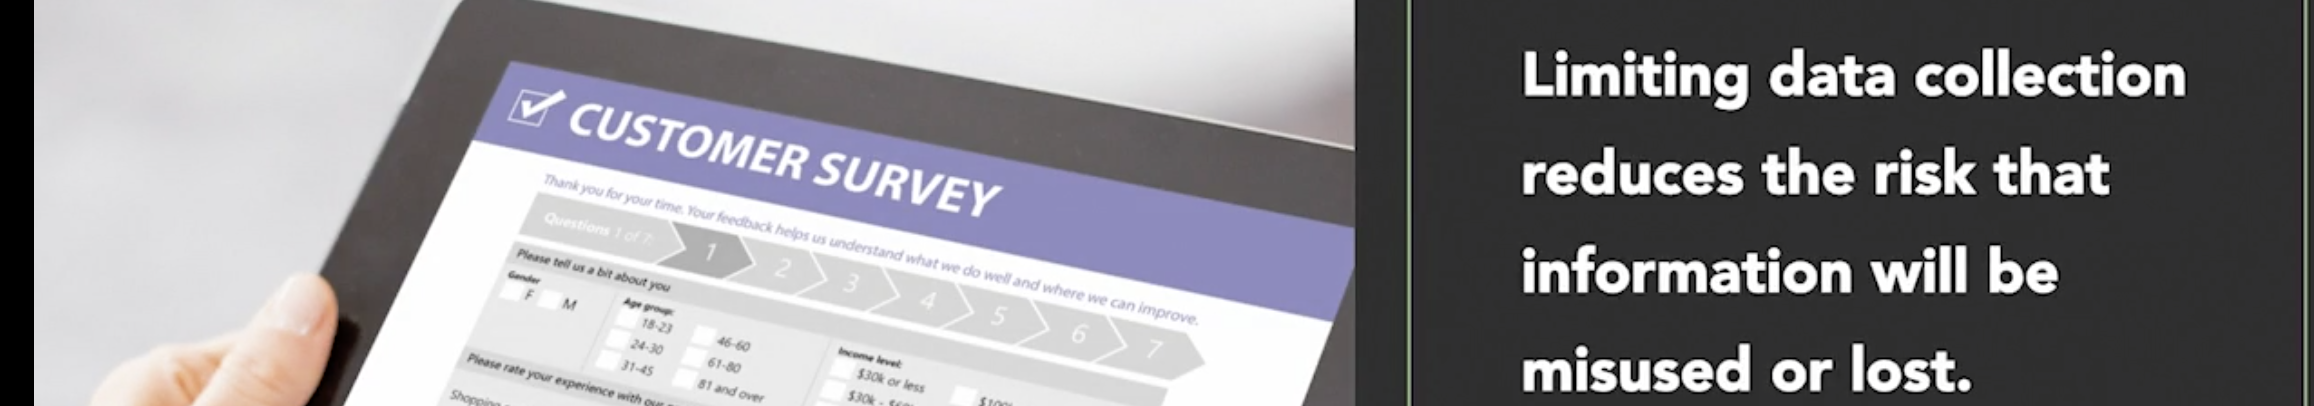 CUSTOMER SURVEY
Thank you for your time. Your feedback helps us understand what we do well and where we can improve.
Questions 1 of 7:
1
2
3
4
5
6
7
Please tell us a bit about you
Gender
F
M
Age group:
18-23
24-30
31-45
46-60
61-80
81 and over
Income level:
$30k or less
Please rate your experience with our
Shopping
Limiting data collection
reduces the risk that
information will be
misused or lost.